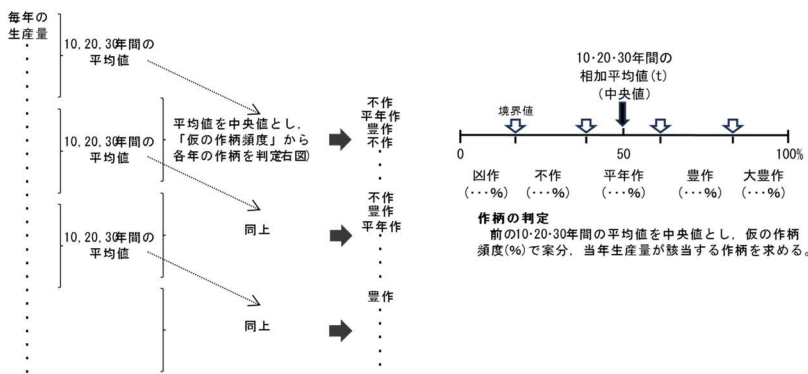 毎年の
生産量
10,20,30年間の
平均値
平均値を中央値とし,
「仮の作柄頻度」から
各年の作柄を判定(右図)
不作
平年作
豊作
不作
10,20,30年間の
平均値
同上
不作
豊作
平年作
10,20,30年間の
平均値
同上
豊作
10・20・30年間の
相加平均値(t)
(中央値)
境界値
0 50 100%
凶作 不作 平年作 豊作 大豊作
(・・・%) (・・・%) (・・・%) (・・・%) (・・・%)
作柄の判定
前の10・20・30年間の平均値を中央値とし,仮の作柄
頻度(%)で案分,当年生産量が該当する作柄を求める。